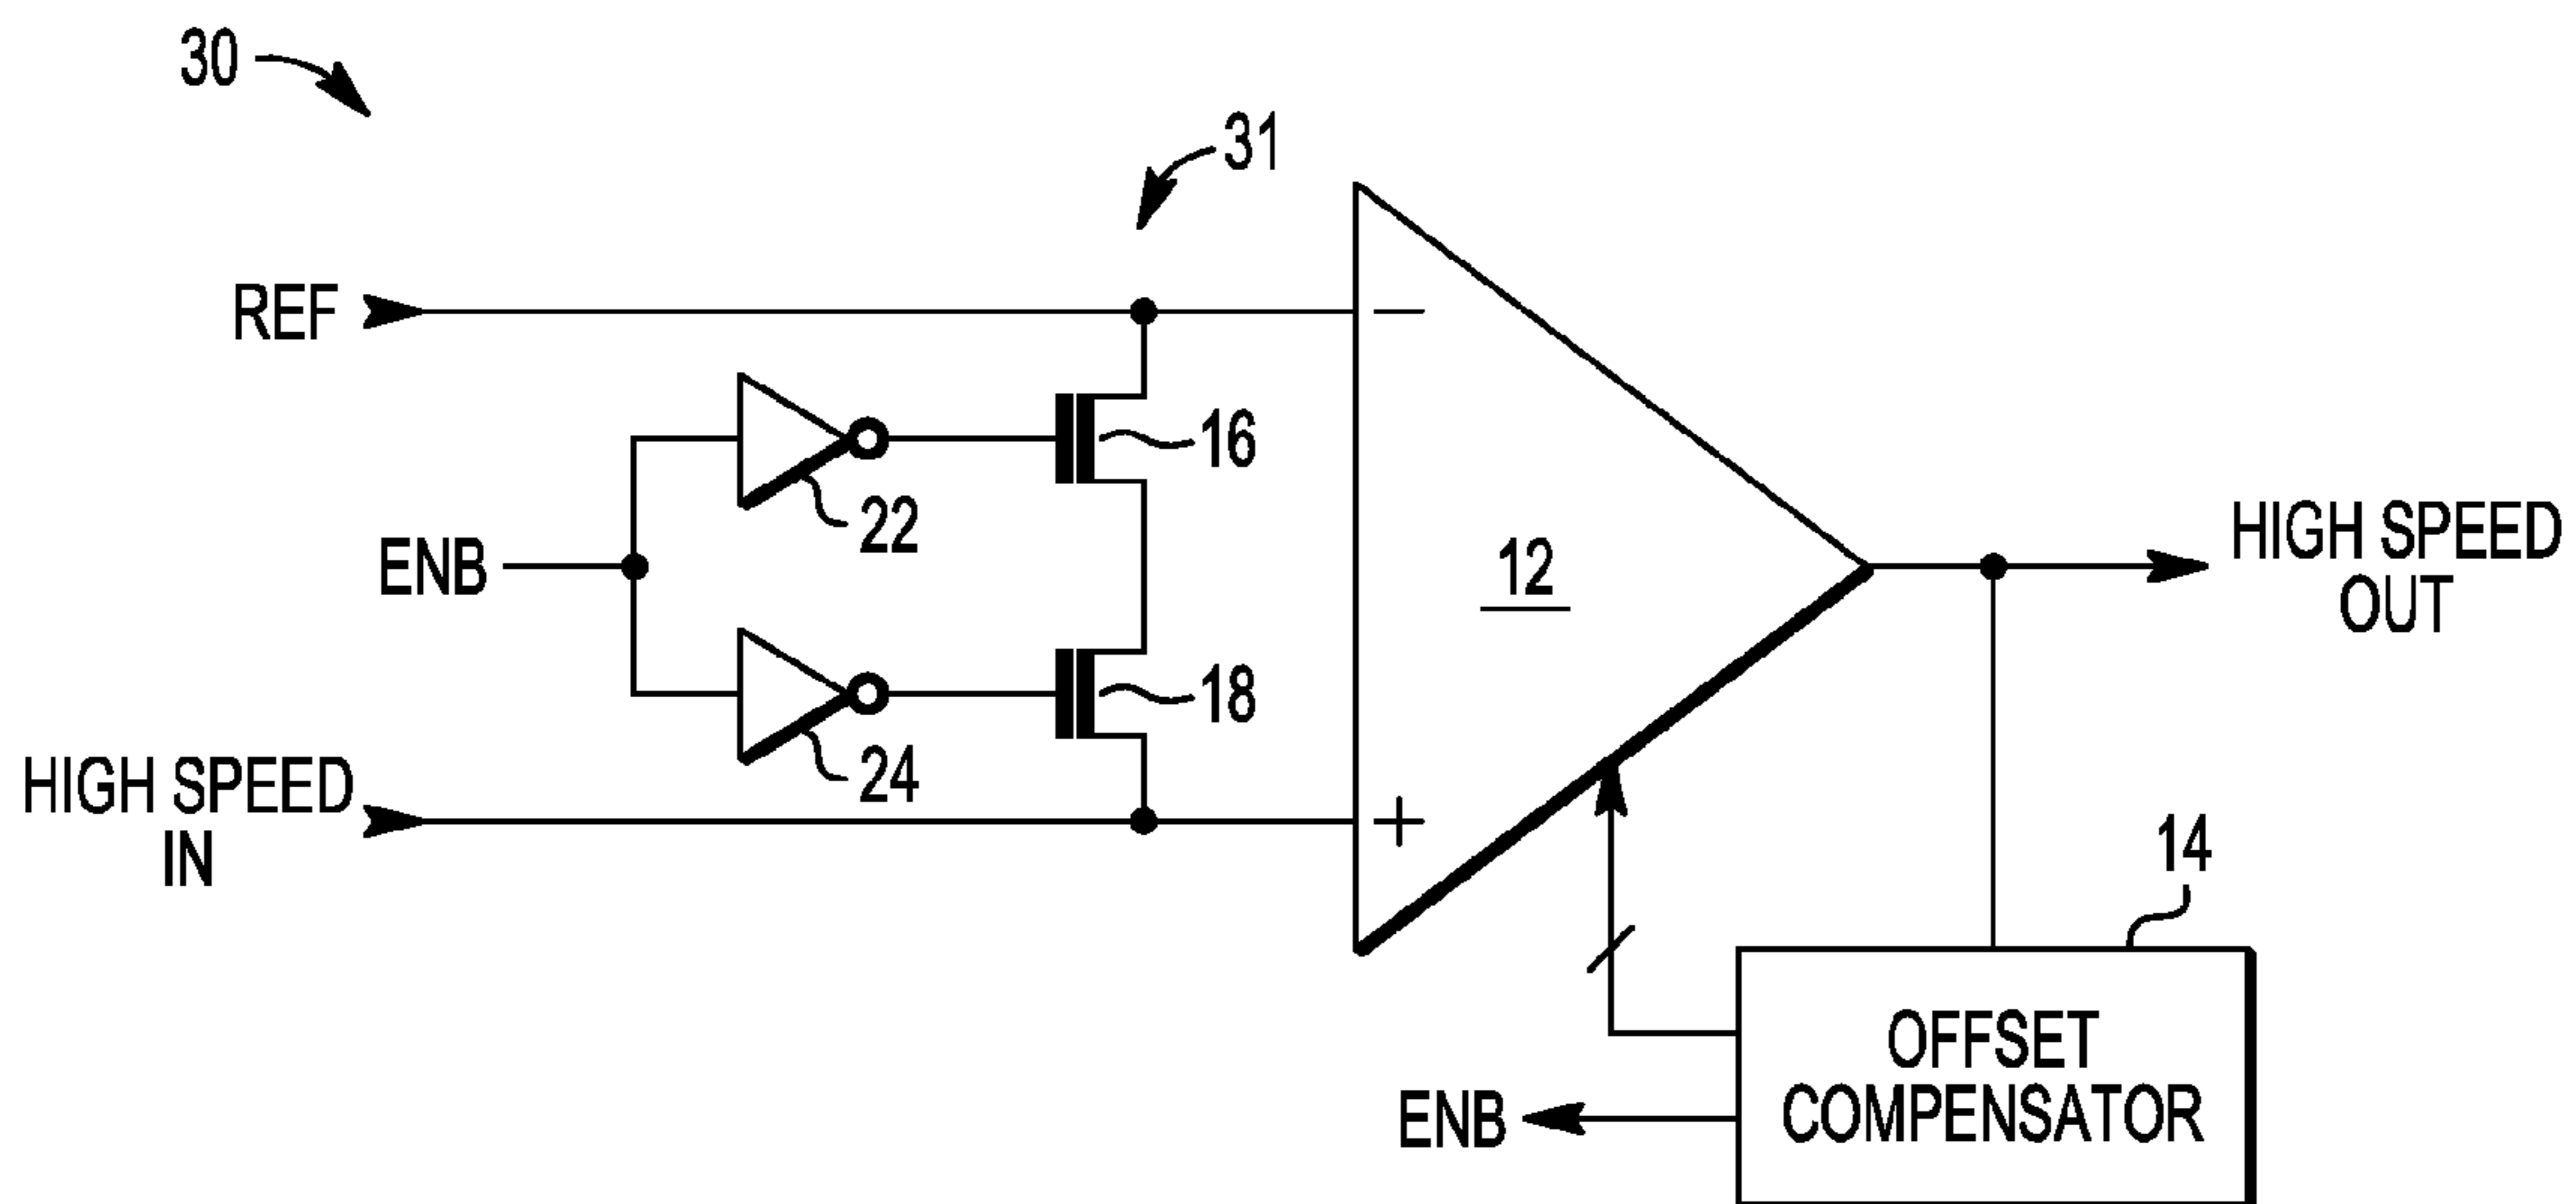 30
31
REF
16
22
ENB
12
HIGH SPEED
OUT
18
24
HIGH SPEED
IN
−
+
14
OFFSET
COMPENSATOR
ENB